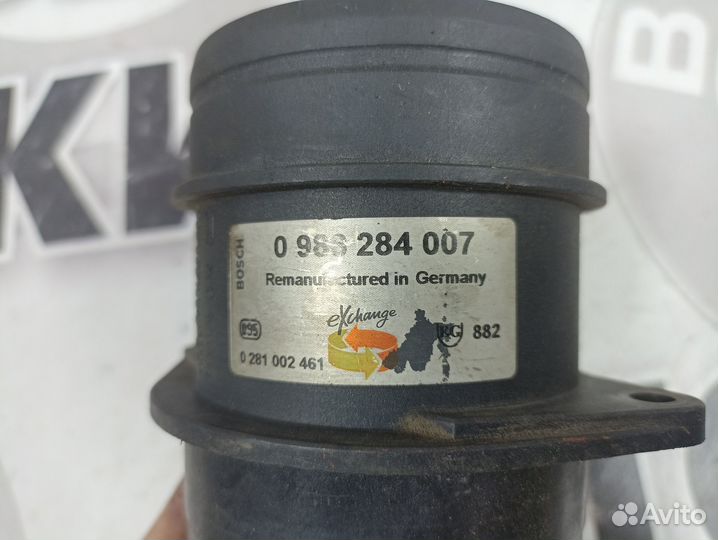 BOSCH
0 986 284 007
Remanufactured in Germany
eXchange
095
882
0 281 002 461
Avito